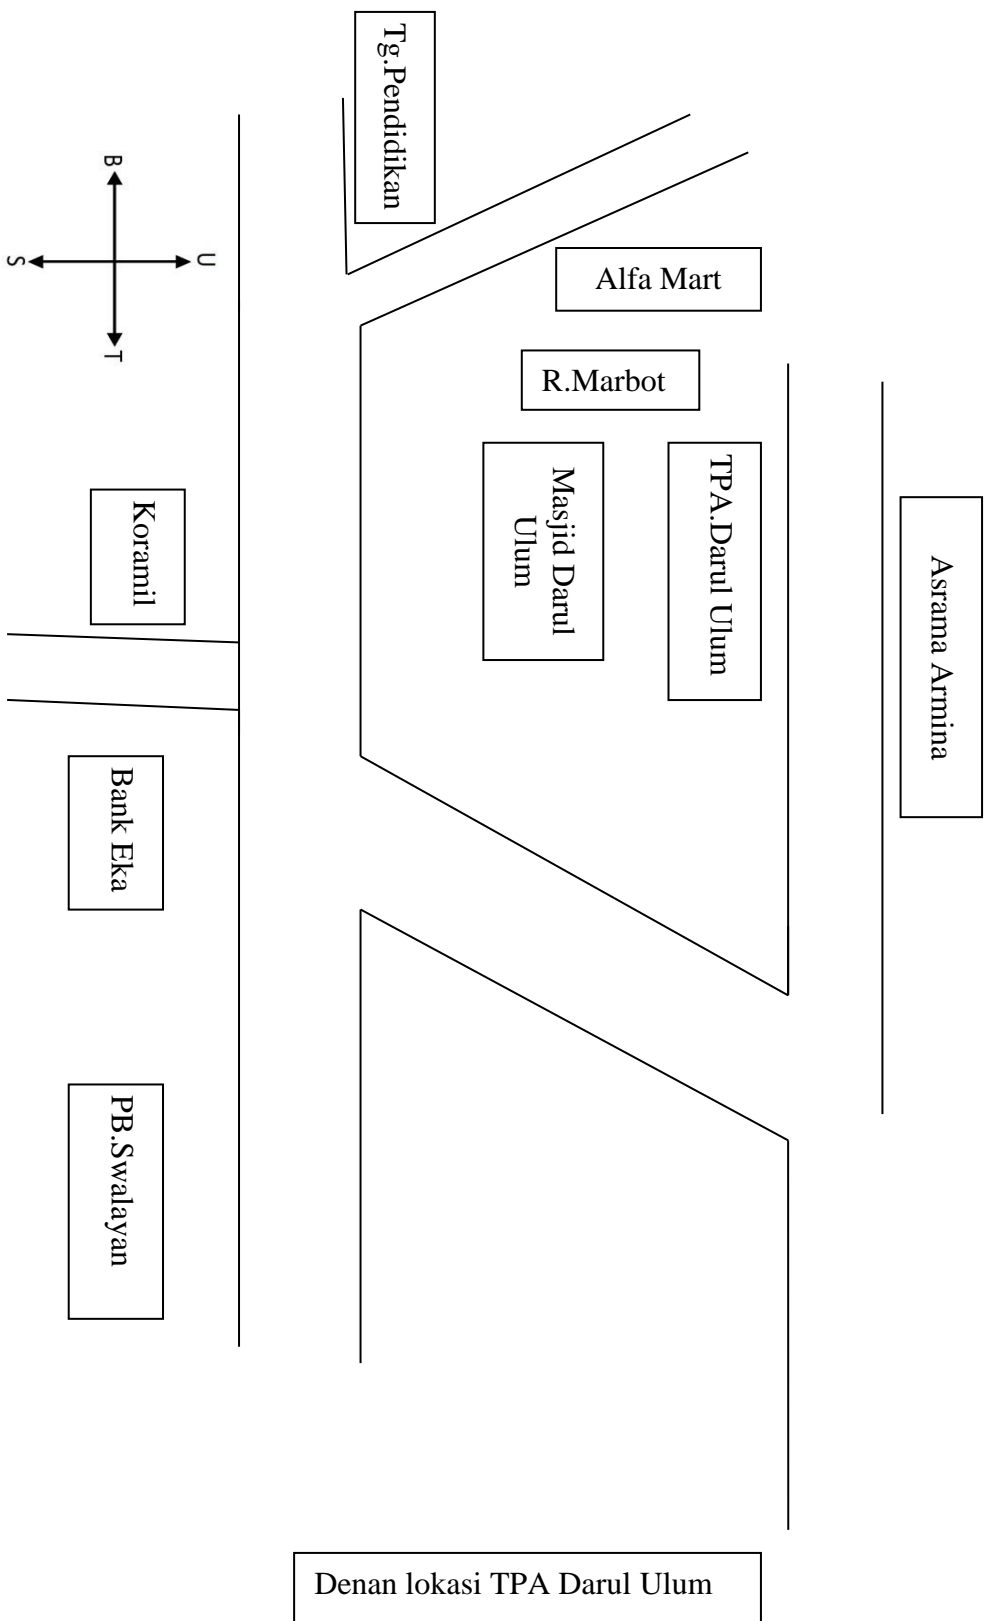 Tg.Pendidikan
B
U
S
T
Alfa Mart
R.Marbot
Masjid Darul
Ulum
TPA.Darul Ulum
Asrama Armina
Koramil
Bank Eka
PB.Swalayan
Denan lokasi TPA Darul Ulum